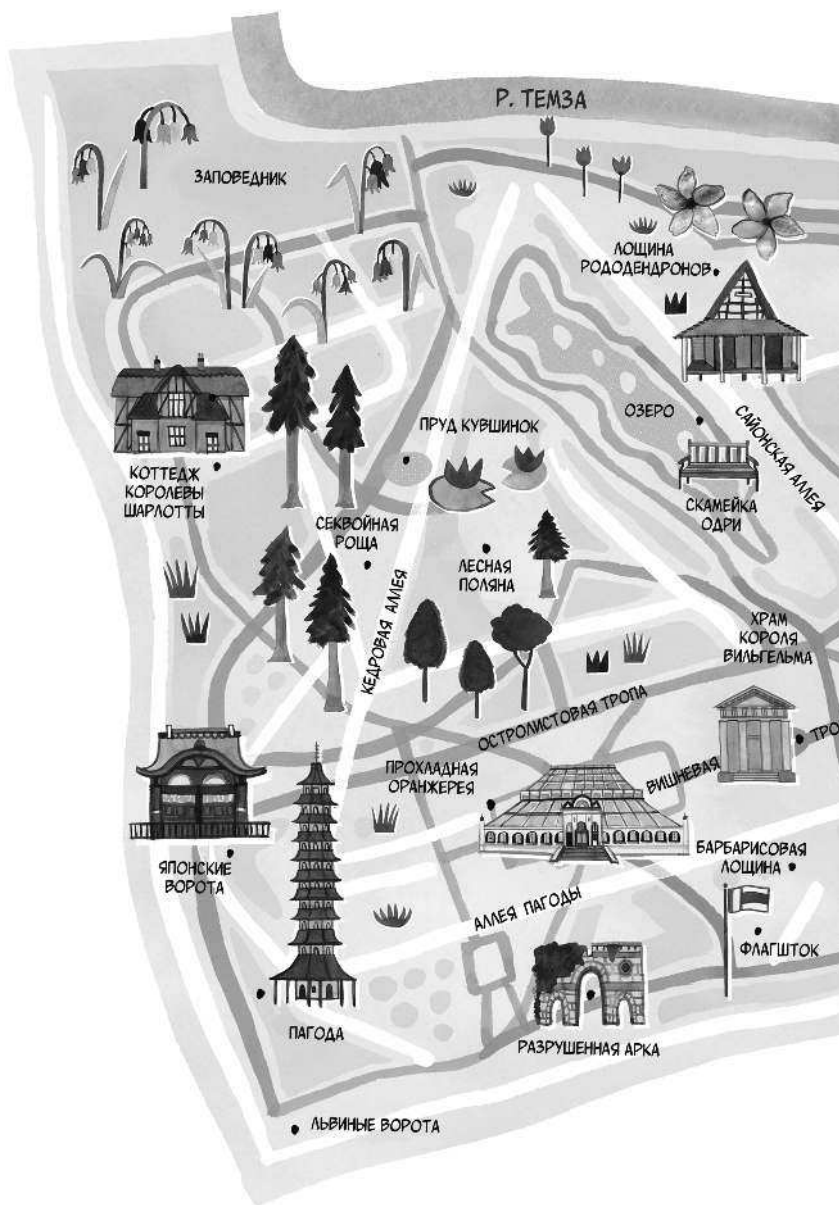 Р. ТЕМЗА
ЗАПОВЕДНИК
ЛОЩИНА
РОДОДЕНДРОНОВ
ПРУД КУВШИНОК
ОЗЕРО
САЙОНСКАЯ АЛЛЕЯ
КОТТЕДЖ
КОРОЛЕВЫ
ШАРЛОТТЫ
СКАМЕЙКА
ОДРИ
СЕКВОЙНАЯ
РОЩА
ЛЕСНАЯ
ПОЛЯНА
КЕДРОВАЯ АЛЛЕЯ
ХРАМ
КОРОЛЯ
ВИЛЬГЕЛЬМА
ОСТРОЛИСТОВАЯ ТРОПА
ПРОХЛАДНАЯ
ОРАНЖЕРЕЯ
ВИШНЕВАЯ ТРО
ЯПОНСКИЕ
ВОРОТА
БАРБАРИСОВАЯ
ЛОЩИНА
АЛЛЕЯ ПАГОДЫ
ФЛАГШТОК
ПАГОДА
РАЗРУШЕННАЯ АРКА
ЛЬВИНЫЕ ВОРОТА